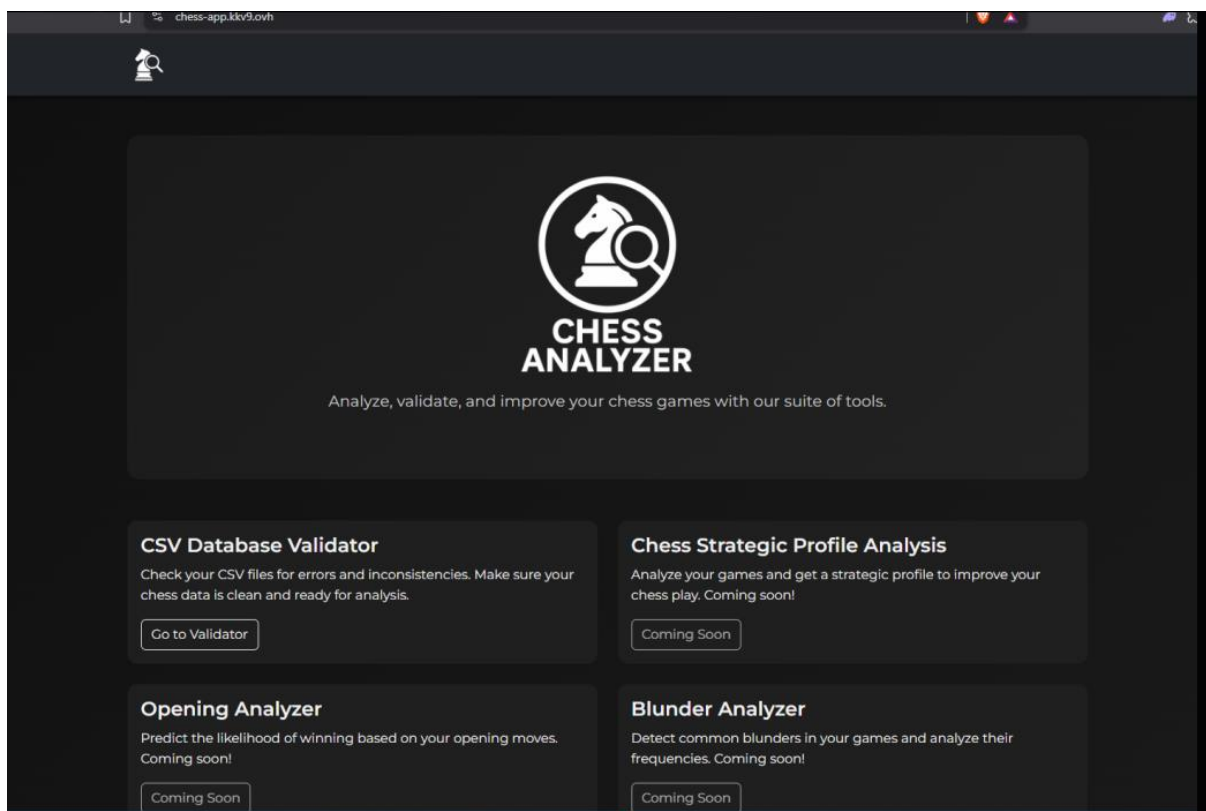 chess-app.kkv9.ovh
CHESS
ANALYZER
Analyze, validate, and improve your chess games with our suite of tools.
CSV Database Validator
Check your CSV files for errors and inconsistencies. Make sure your
chess data is clean and ready for analysis.
Go to Validator
Chess Strategic Profile Analysis
Analyze your games and get a strategic profile to improve your
chess play. Coming soon!
Coming Soon
Opening Analyzer
Predict the likelihood of winning based on your opening moves.
Coming soon!
Coming Soon
Blunder Analyzer
Detect common blunders in your games and analyze their
frequencies. Coming soon!
Coming Soon